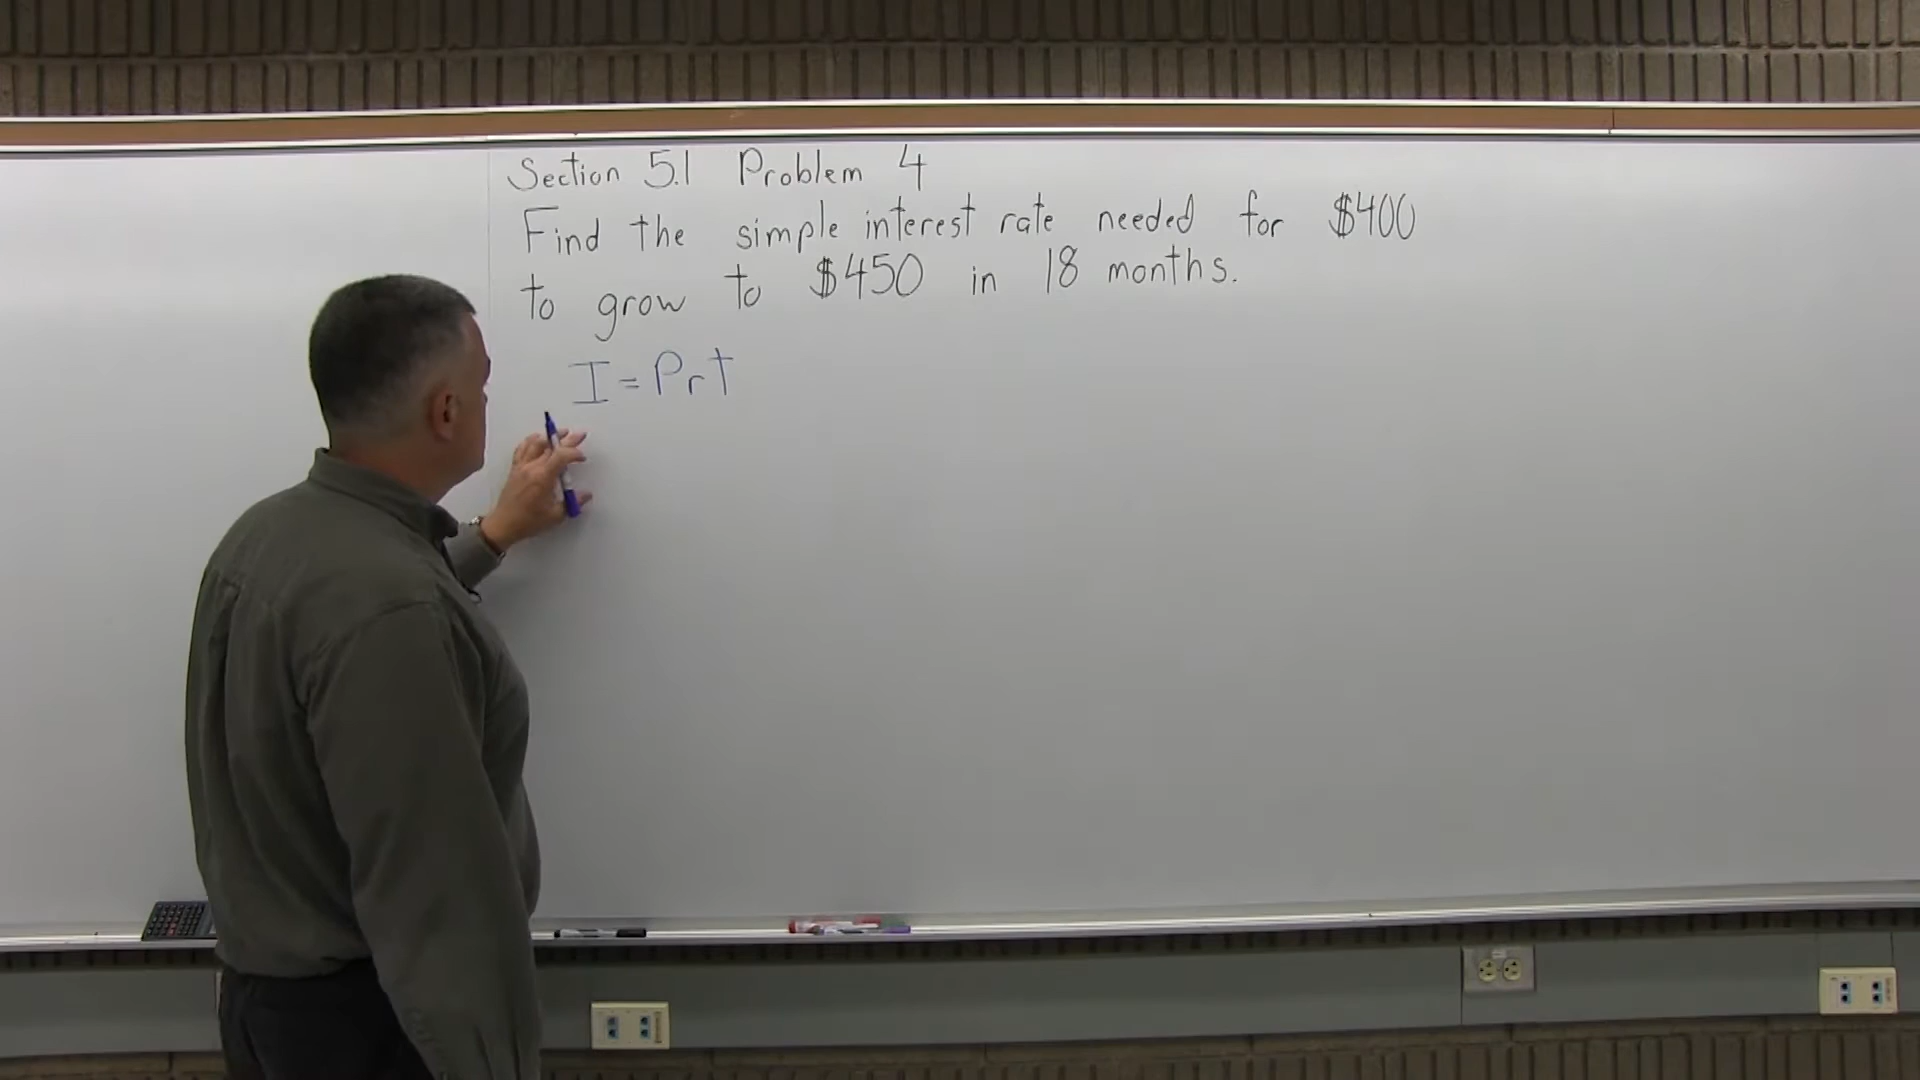 Section 5.1 Problem 4
Find the simple interest rate needed for $400
to grow to $450 in 18 months.
I = Prt